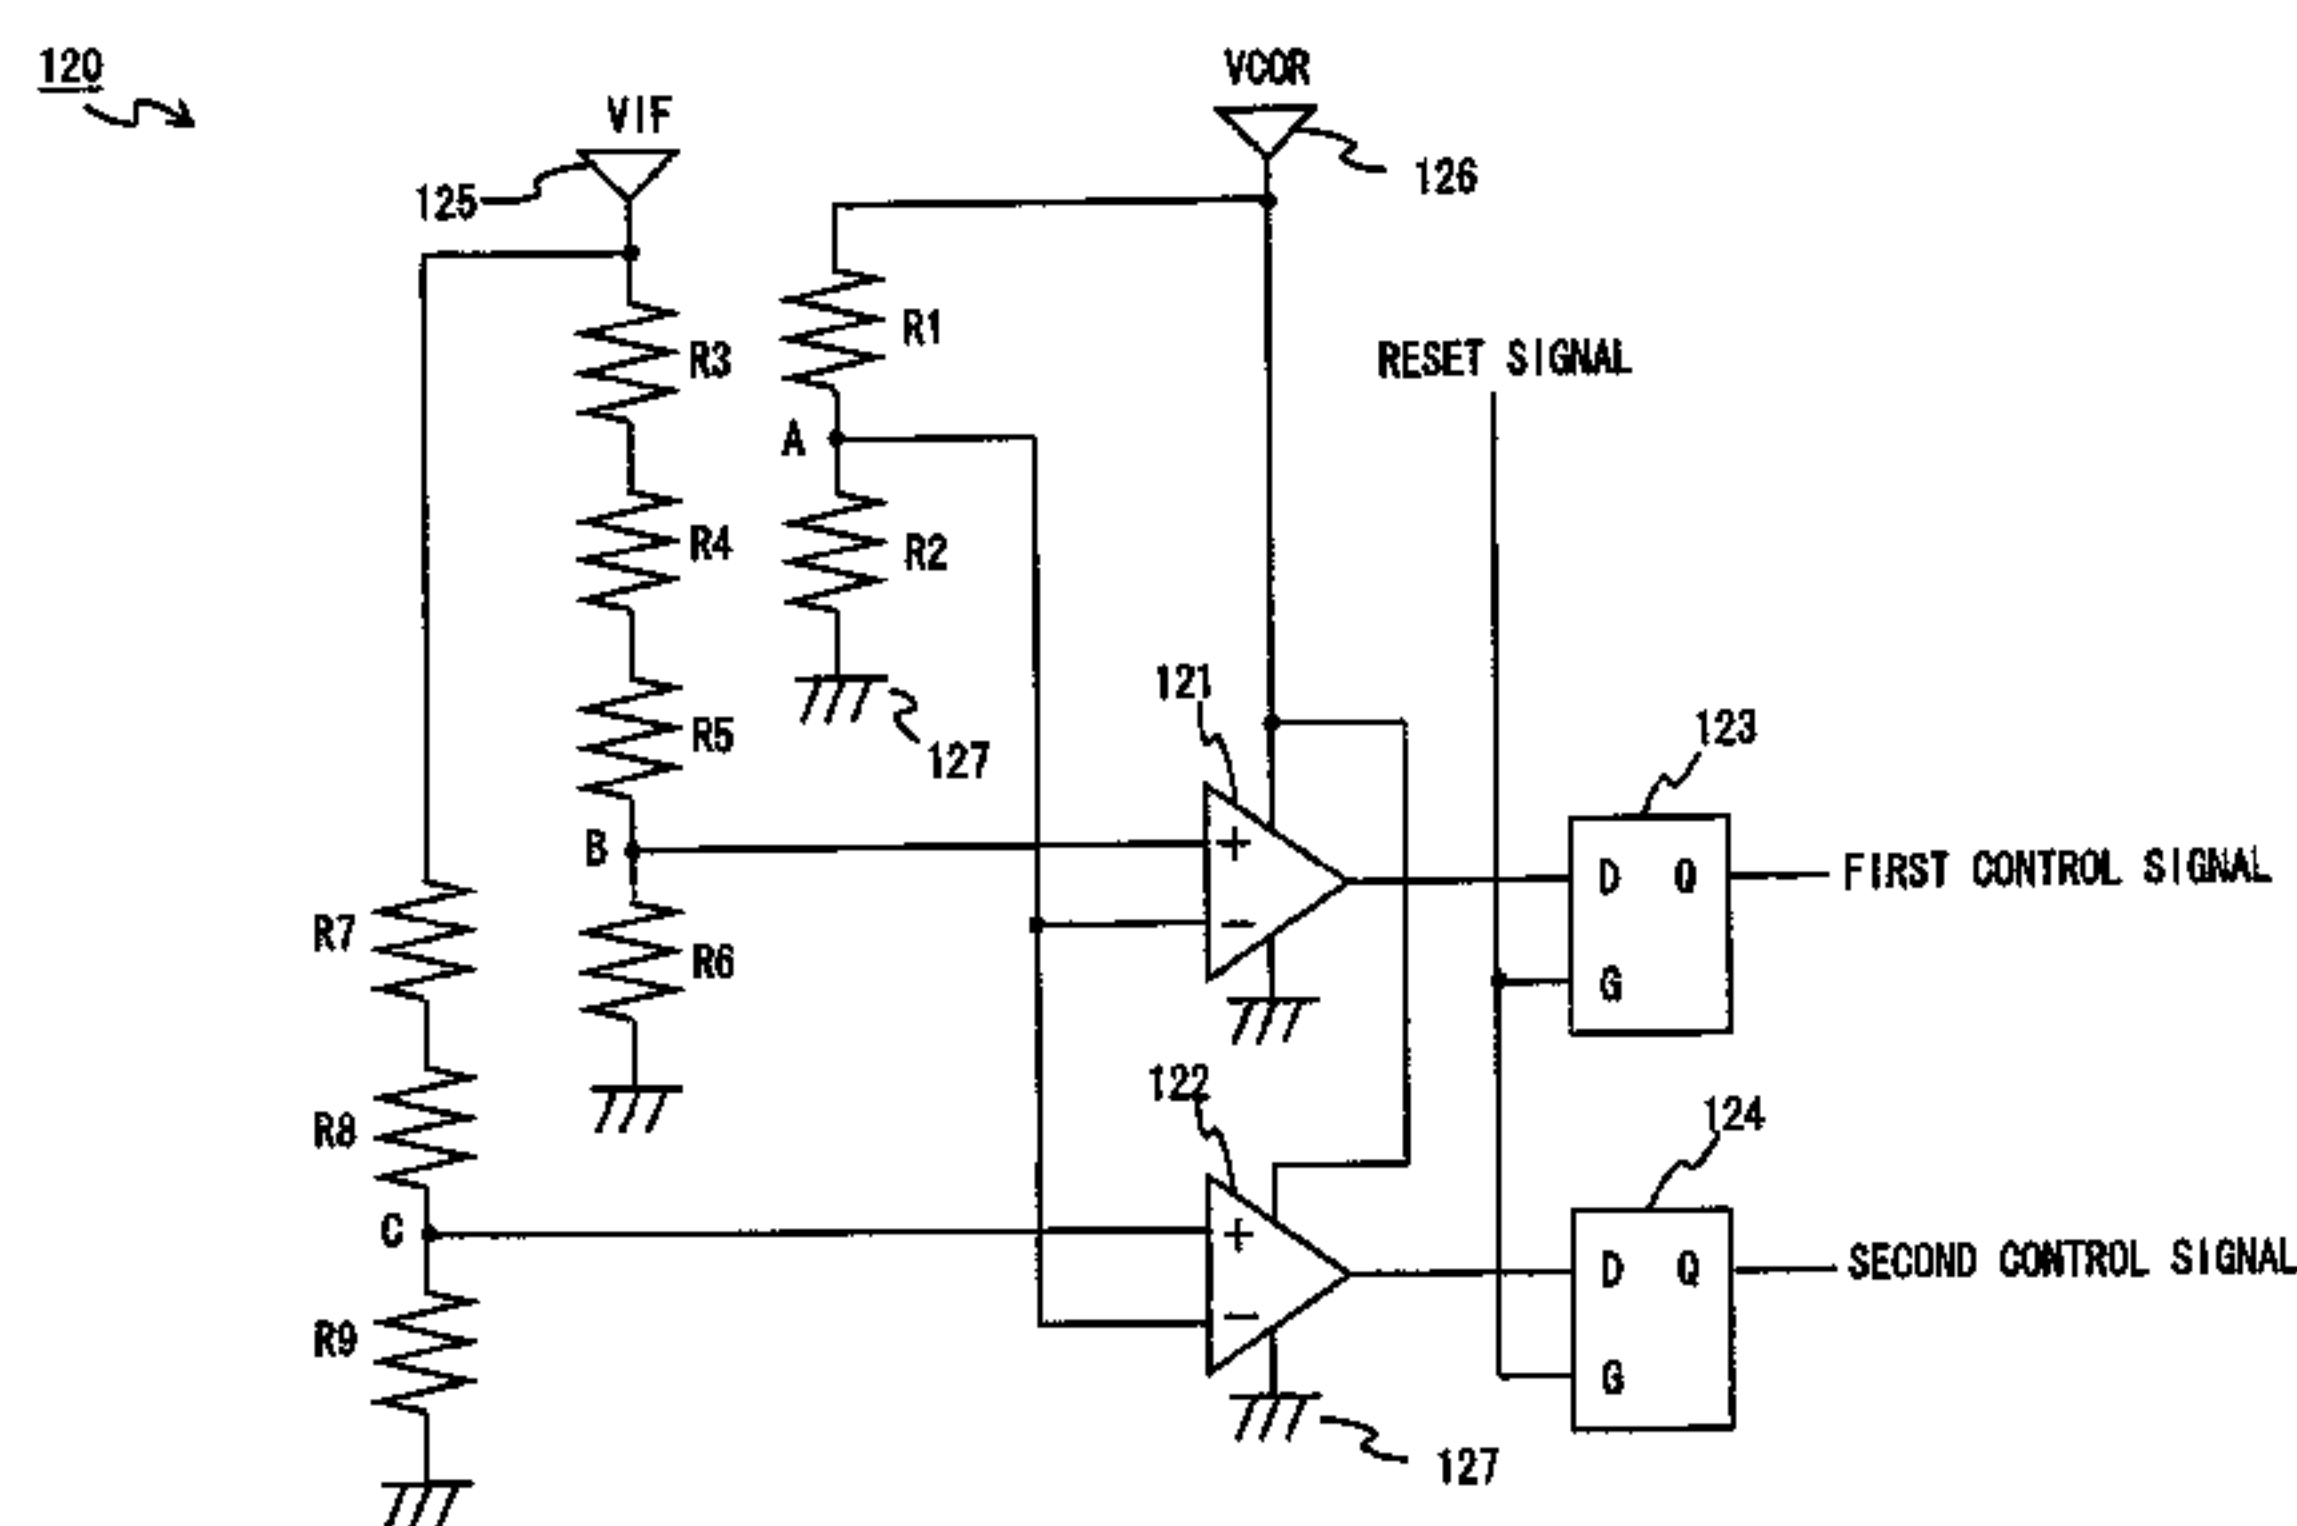 120
VCOR
VIF
126
125
R1
R3
RESET SIGNAL
A
R4
R2
121
123
R5
127
B
+
D Q
FIRST CONTROL SIGNAL
R7
−
R6
G
122
124
R8
C
+
D Q
SECOND CONTROL SIGNAL
−
R9
G
127